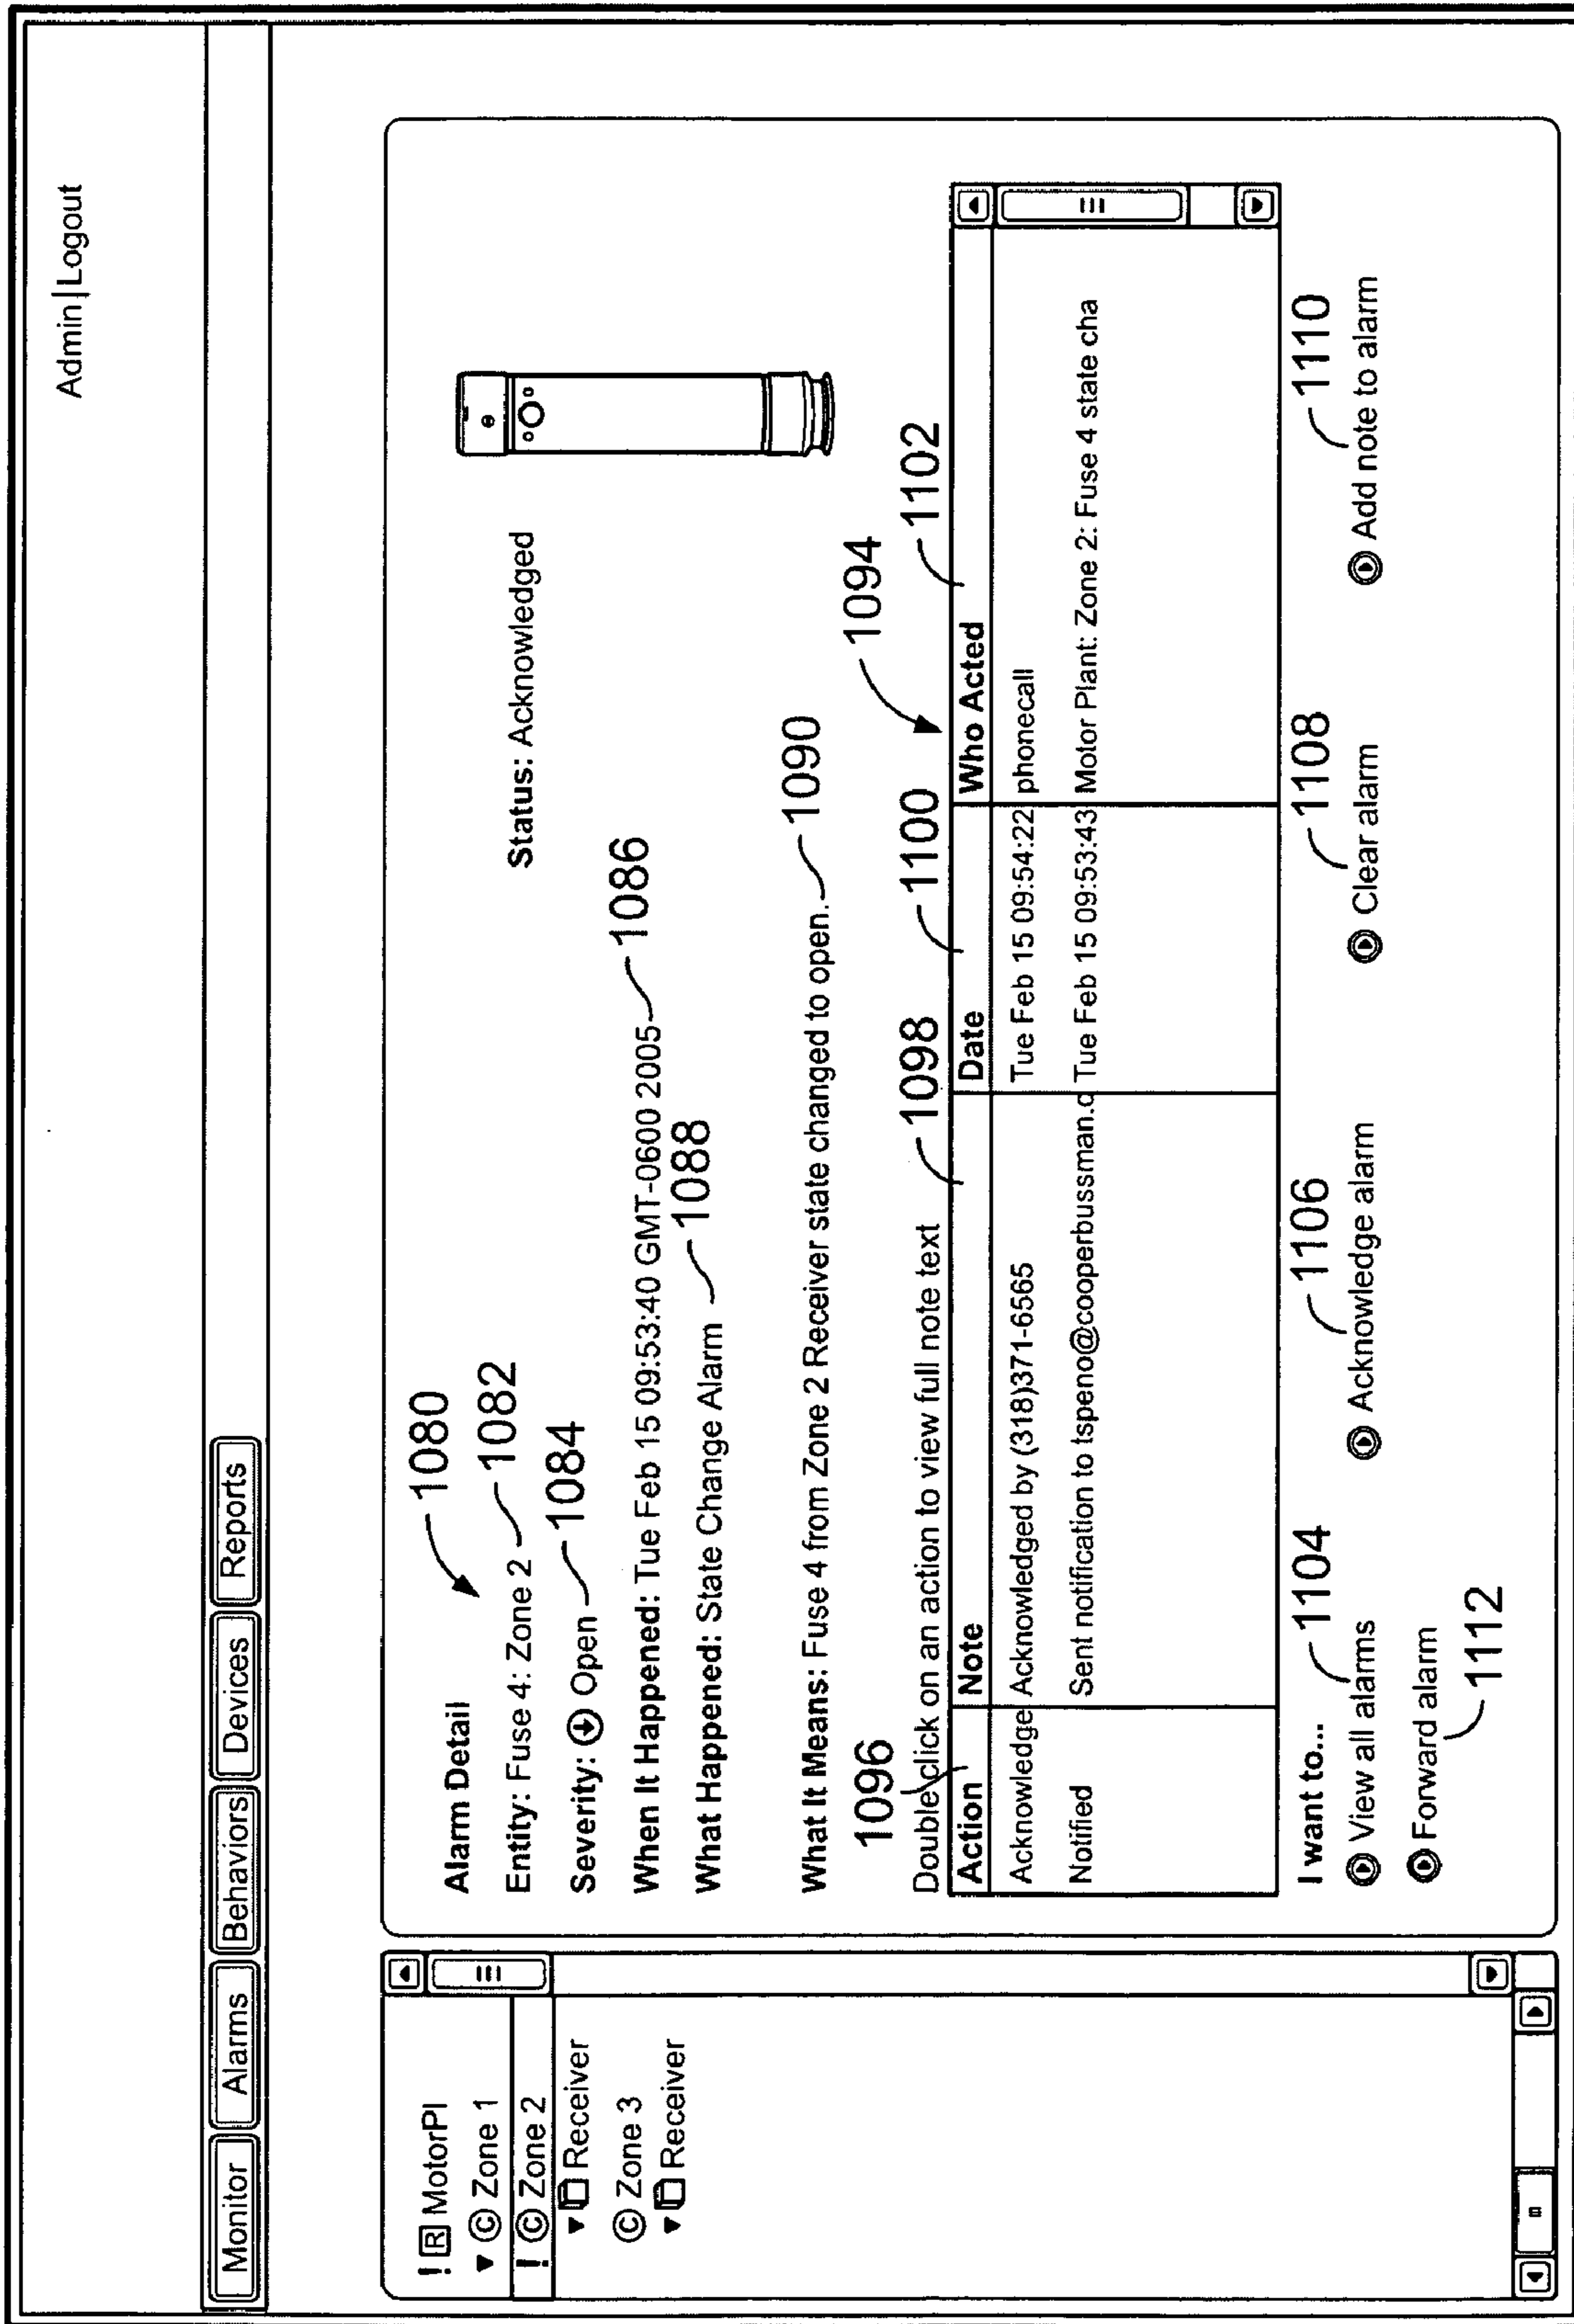 Admin|Logout
Monitor Alarms Behaviors Devices Reports
! R MotorPl
C Zone 1
! C Zone 2
Receiver
C Zone 3
Receiver
Alarm Detail 1080
Entity: Fuse 4: Zone 2 1082
Status: Acknowledged
Severity: Open 1084
When It Happened: Tue Feb 15 09:53:40 GMT-0600 2005 1086
What Happened: State Change Alarm 1088
What It Means: Fuse 4 from Zone 2 Receiver state changed to open. 1090
1094
1096 1098 1100 1102
Double click on an action to view full note text
Action Note Date Who Acted
Acknowledge Acknowledged by (318)371-6565 Tue Feb 15 09:54:22 phonecall
Notified Sent notification to tspeno@cooperbussman.c Tue Feb 15 09:53:43 Motor Plant: Zone 2: Fuse 4 state cha
I want to... 1104 1106 1108 1110
View all alarms Acknowledge alarm Clear alarm Add note to alarm
Forward alarm
1112